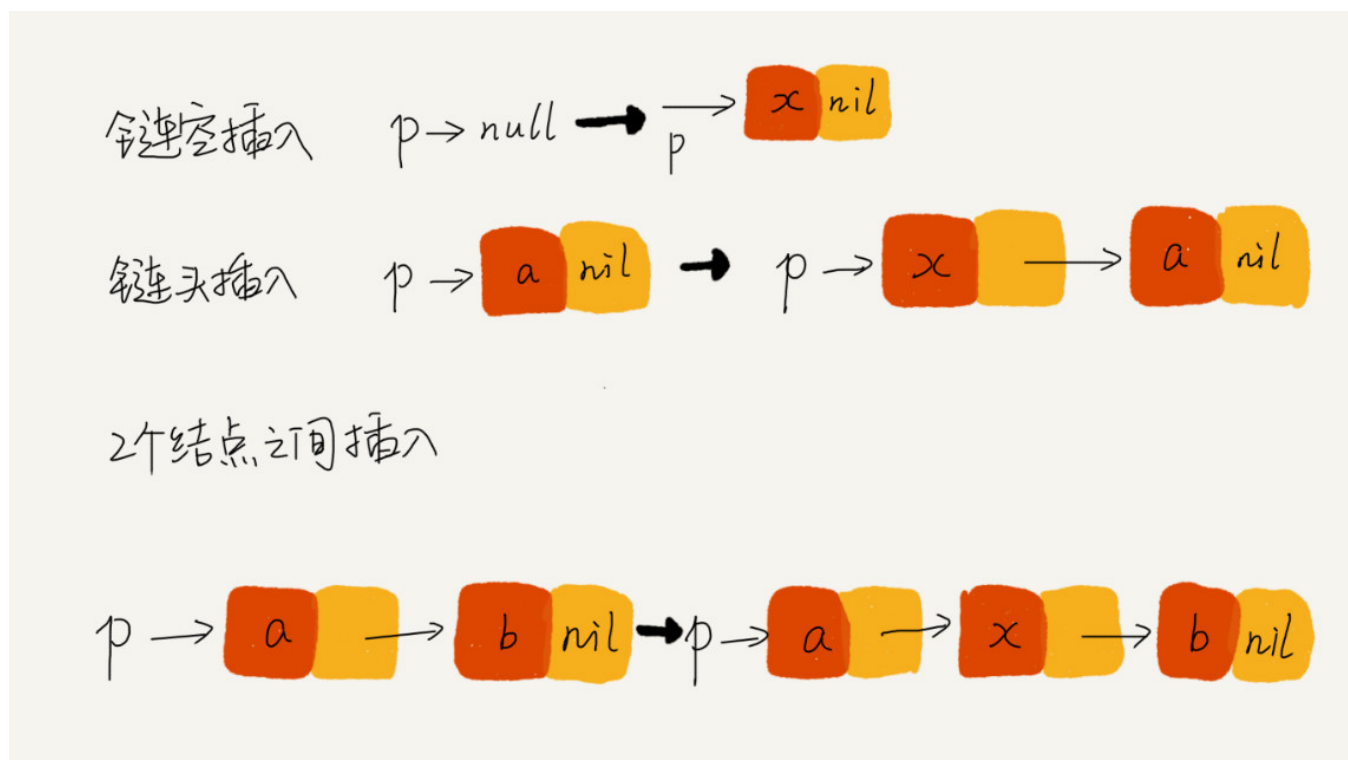 链空插入 p→ null → p → x nil
链头插入 p → a nil → p → x → a nil
2个结点之间插入
p → a → b nil → p → a → x → b nil